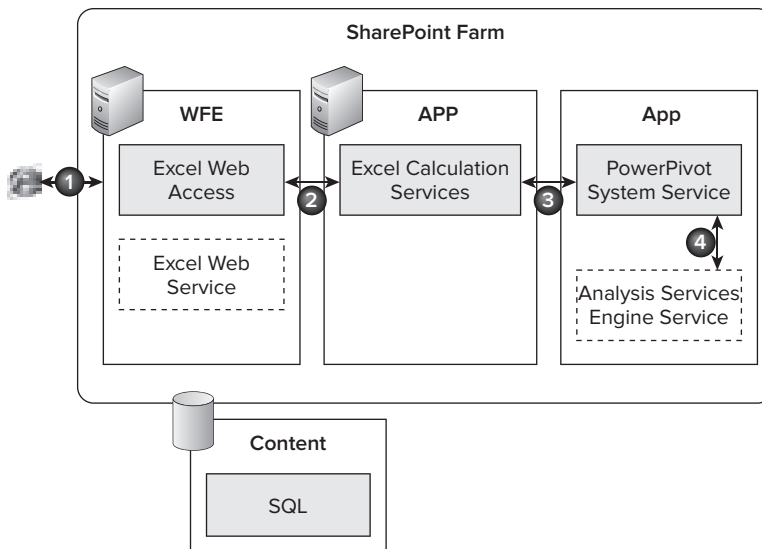 SharePoint Farm
WFE
APP
App
Excel Web
Access
Excel Calculation
Services
PowerPivot
System Service
1
2
3
4
Excel Web
Service
Analysis Services
Engine Service
Content
SQL